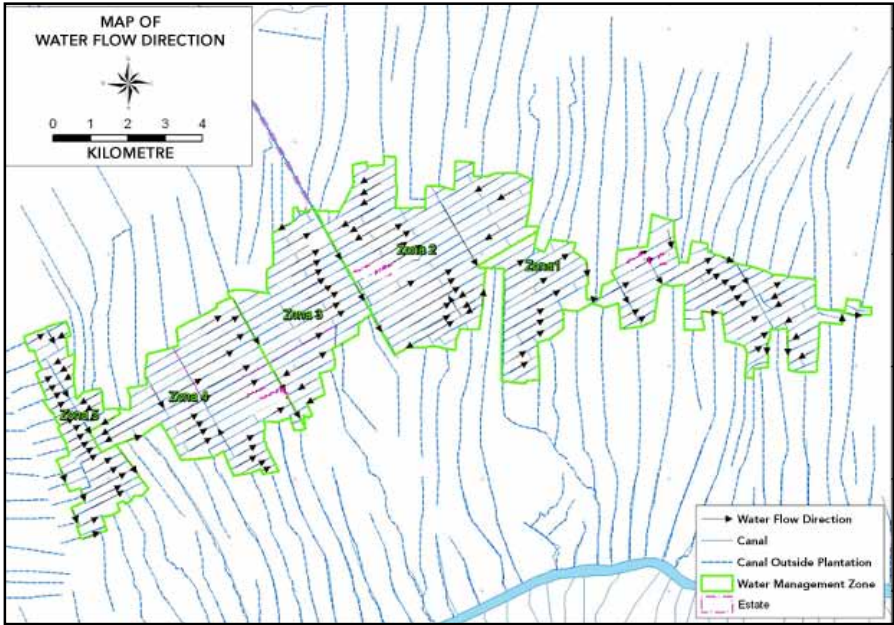 MAP OF
WATER FLOW DIRECTION
0 1 2 3 4
KILOMETRE
Zona 2
Zona 1
Zona 3
Zona 4
Zona 5
Water Flow Direction
Canal
Canal Outside Plantation
Water Management Zone
Estate